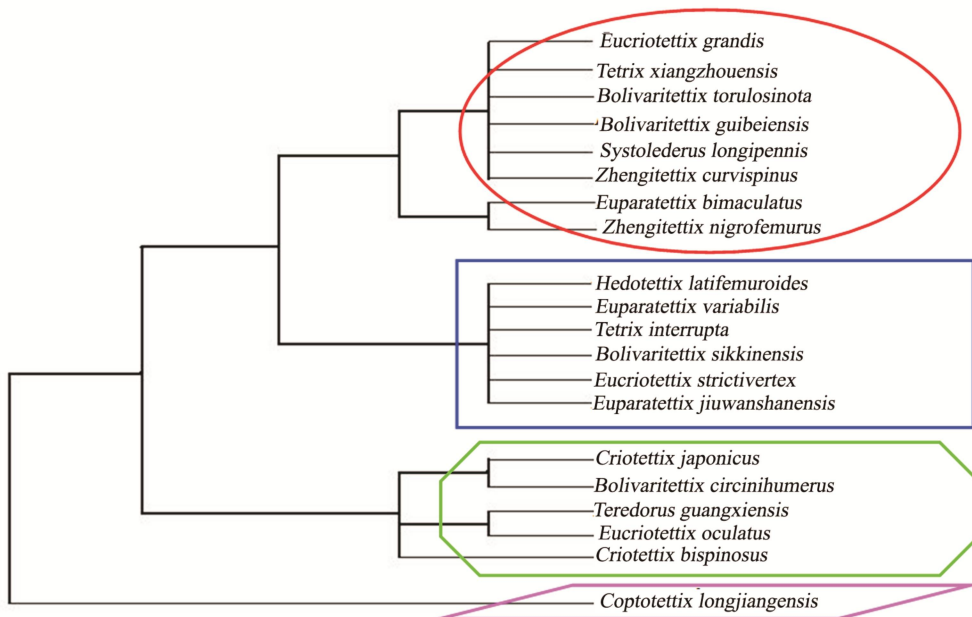 Eucriotettix grandis
Tetrix xiangzhouensis
Bolivaritettix torulosinota
Bolivaritettix guibeiensis
Systolederus longipennis
Zhengitettix curvispinus
Euparatettix bimaculatus
Zhengitettix nigrofemurus
Hedotettix latifemuroides
Euparatettix variabilis
Tetrix interrupta
Bolivaritettix sikkinensis
Eucriotettix strictivertex
Euparatettix jiuwanshanensis
Criotettix japonicus
Bolivaritettix circinihumerus
Teredorus guangxiensis
Eucriotettix oculatus
Criotettix bispinosus
Coptotettix longjiangensis